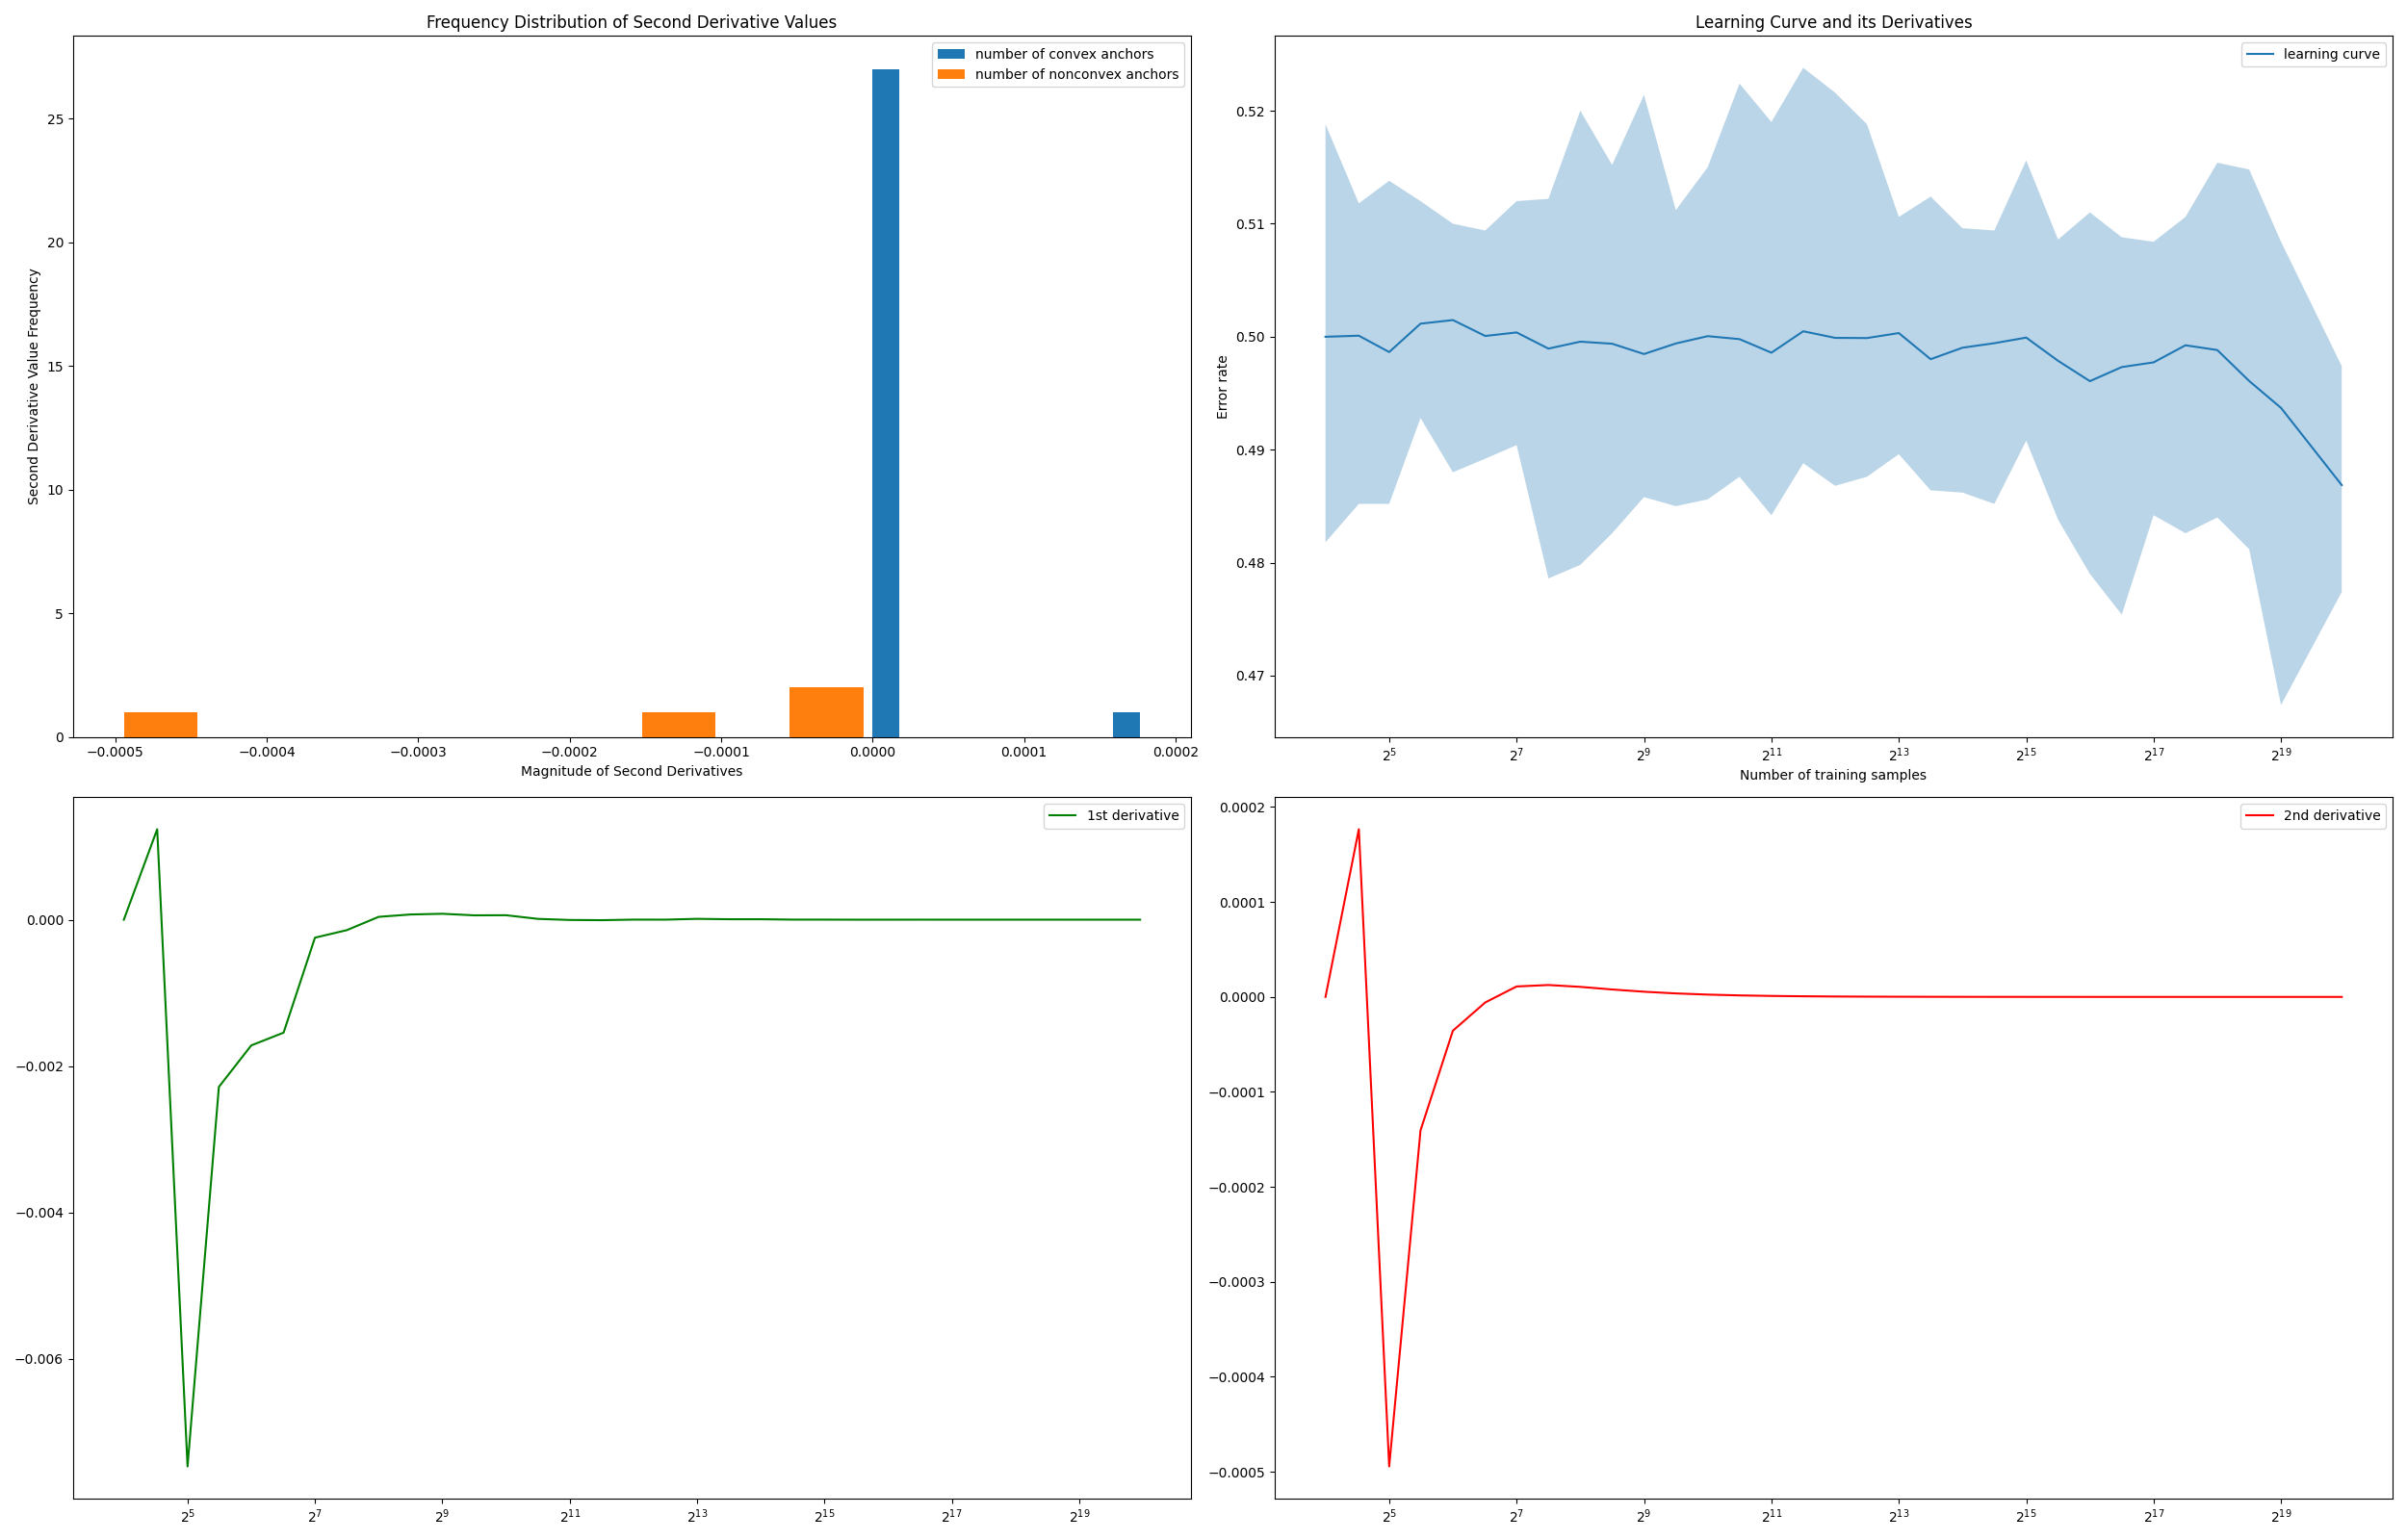 Frequency Distribution of Second Derivative Values
number of convex anchors
number of nonconvex anchors
Second Derivative Value Frequency
25
20
15
10
5
0
−0.0005 −0.0004 −0.0003 −0.0002 −0.0001 0.0000 0.0001 0.0002
Magnitude of Second Derivatives
Learning Curve and its Derivatives
learning curve
Error rate
0.52
0.51
0.50
0.49
0.48
0.47
2^5 2^7 2^9 2^11 2^13 2^15 2^17 2^19
Number of training samples
1st derivative
0.000
−0.002
−0.004
−0.006
2^5 2^7 2^9 2^11 2^13 2^15 2^17 2^19
2nd derivative
0.0002
0.0001
0.0000
−0.0001
−0.0002
−0.0003
−0.0004
−0.0005
2^5 2^7 2^9 2^11 2^13 2^15 2^17 2^19